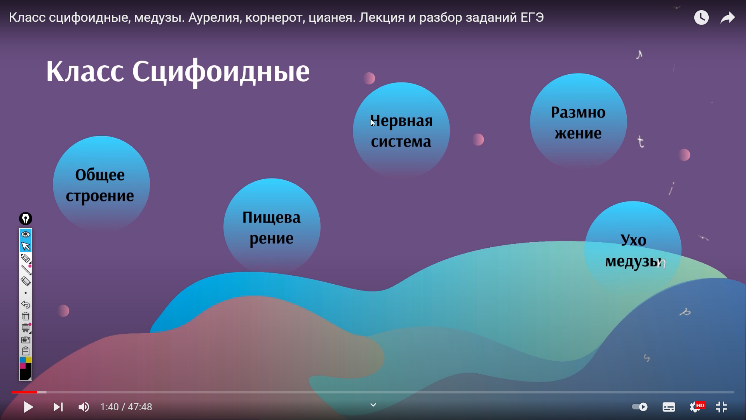 Класс сцифоидные, медузы. Аурелия, корнерот, цианея. Лекция и разбор заданий ЕГЭ
Класс Сцифоидные
Общее
строение
Пищева
рение
Нервная
система
Размно
жение
Ухо
медузы
1:40 / 47:48